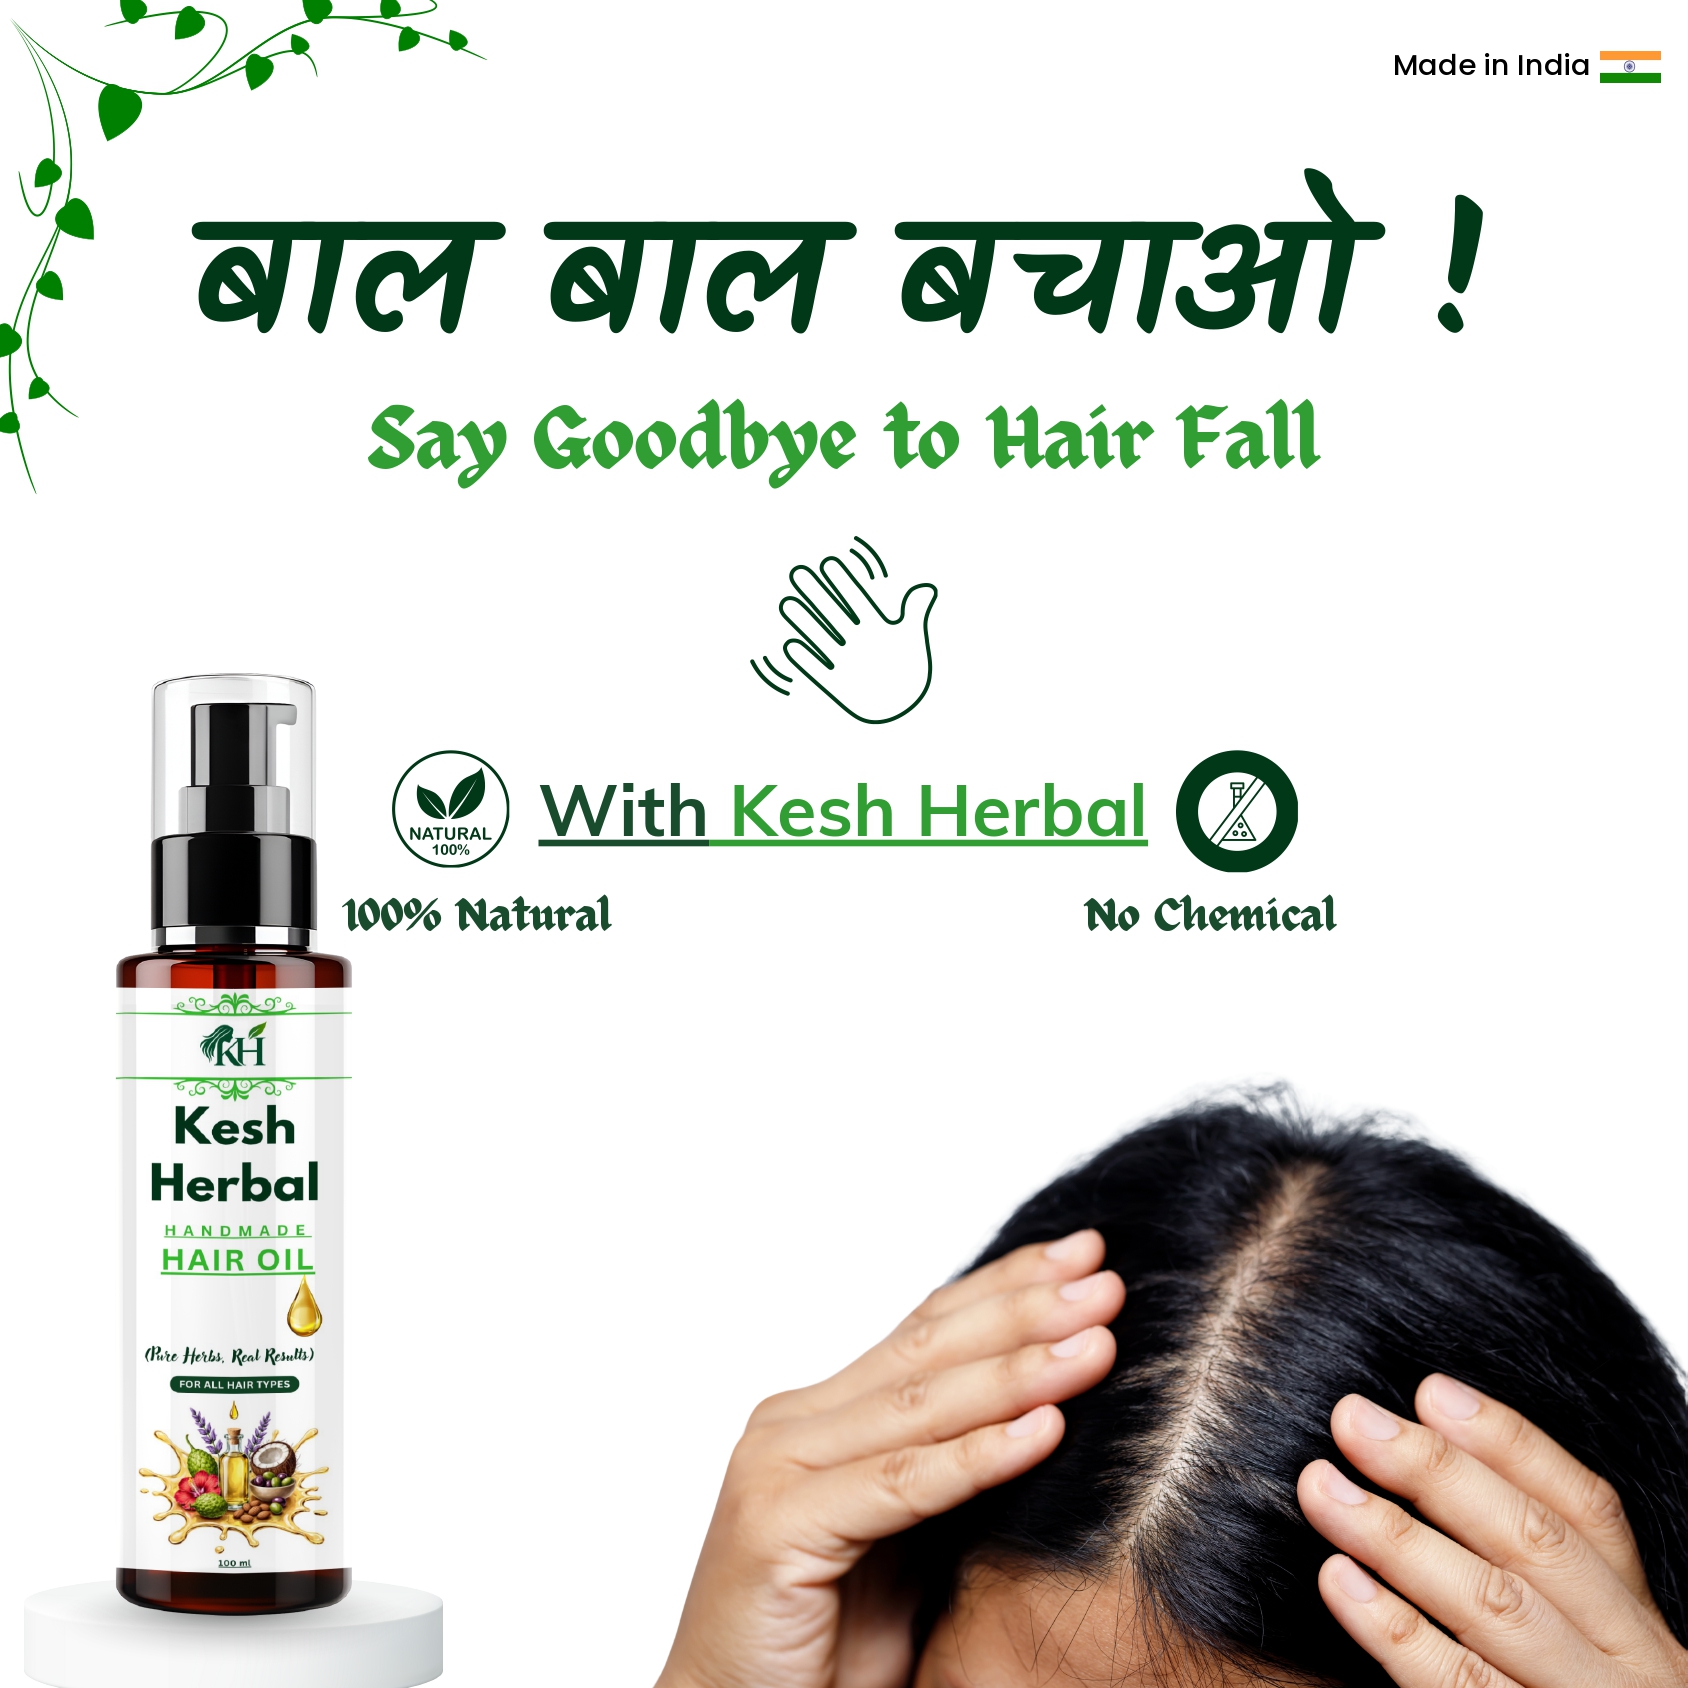 Made in India
बाल बाल बचाओ !
Say Goodbye to Hair Fall
NATURAL
100%
With Kesh Herbal
100% Natural
No Chemical
KH
Kesh
Herbal
HANDMADE
HAIR OIL
(Pure Herbs, Real Results)
FOR ALL HAIR TYPES
100 ml